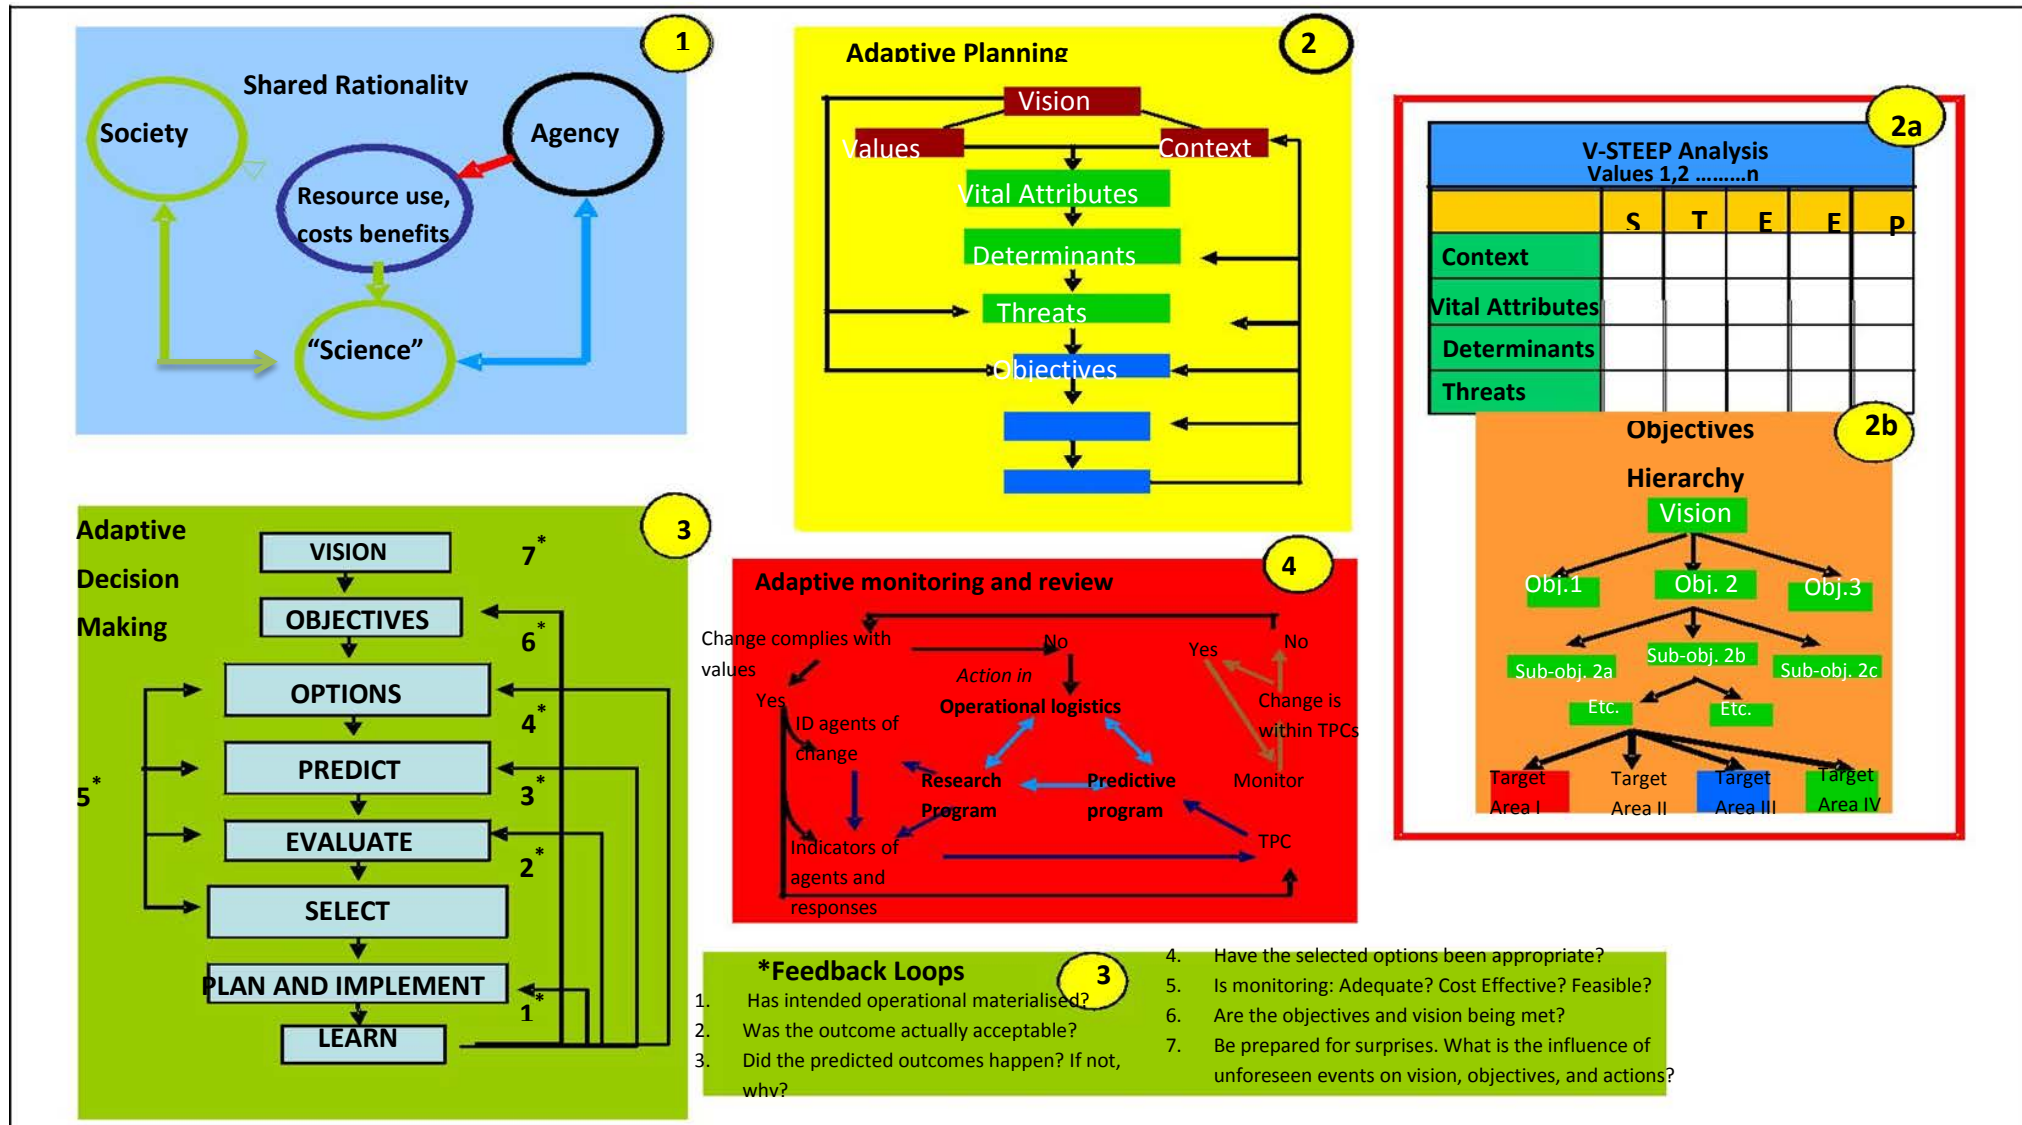 1
Shared Rationality
Society
Agency
Resource use,
costs benefits
“Science”
2
Adaptive Planning
Vision
Values
Context
Vital Attributes
Determinants
Threats
Objectives
2a
V-STEEP Analysis
Values 1,2 .........n
S T E E P
Context
Vital Attributes
Determinants
Threats
2b
Objectives
Hierarchy
Vision
Obj.1
Obj. 2
Obj.3
Sub-obj. 2a
Sub-obj. 2b
Sub-obj. 2c
Etc.
Etc.
Target
Area I
Target
Area II
Target
Area III
Target
Area IV
3
Adaptive
Decision
Making
VISION
7*
OBJECTIVES
6*
OPTIONS
4*
PREDICT
5*
3*
EVALUATE
2*
SELECT
PLAN AND IMPLEMENT
1*
LEARN
4
Adaptive monitoring and review
Change complies with
values
No
Yes
No
Action in
Yes
Operational logistics
Change is
within TPCs
ID agents of
change
Research
Program
Predictive
program
Monitor
Indicators of
agents and
responses
TPC
*Feedback Loops
3
1. Has intended operational materialised?
2. Was the outcome actually acceptable?
3. Did the predicted outcomes happen? If not,
why?
4. Have the selected options been appropriate?
5. Is monitoring: Adequate? Cost Effective? Feasible?
6. Are the objectives and vision being met?
7. Be prepared for surprises. What is the influence of
unforeseen events on vision, objectives, and actions?